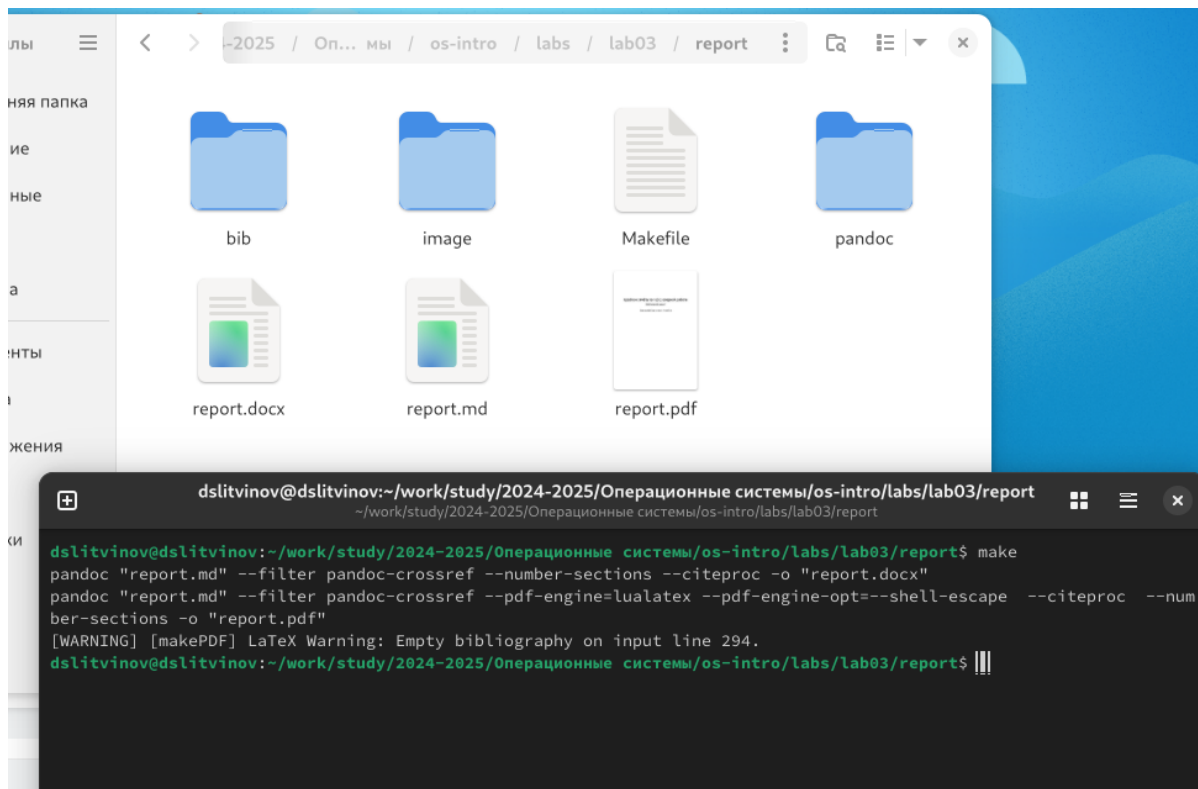 лы
-2025 / Оп... мы / os-intro / labs / lab03 / report
няя папка
ие
ные
а
енты
жения
ки
bib
image
Makefile
pandoc
report.docx
report.md
report.pdf
dslitvinov@dslitvinov:~/work/study/2024-2025/Операционные системы/os-intro/labs/lab03/report
~/work/study/2024-2025/Операционные системы/os-intro/labs/lab03/report
dslitvinov@dslitvinov:~/work/study/2024-2025/Операционные системы/os-intro/labs/lab03/report$ make
pandoc "report.md" --filter pandoc-crossref --number-sections --citeproc -o "report.docx"
pandoc "report.md" --filter pandoc-crossref --pdf-engine=lualatex --pdf-engine-opt=--shell-escape  --citeproc  --num
ber-sections -o "report.pdf"
[WARNING] [makePDF] LaTeX Warning: Empty bibliography on input line 294.
dslitvinov@dslitvinov:~/work/study/2024-2025/Операционные системы/os-intro/labs/lab03/report$